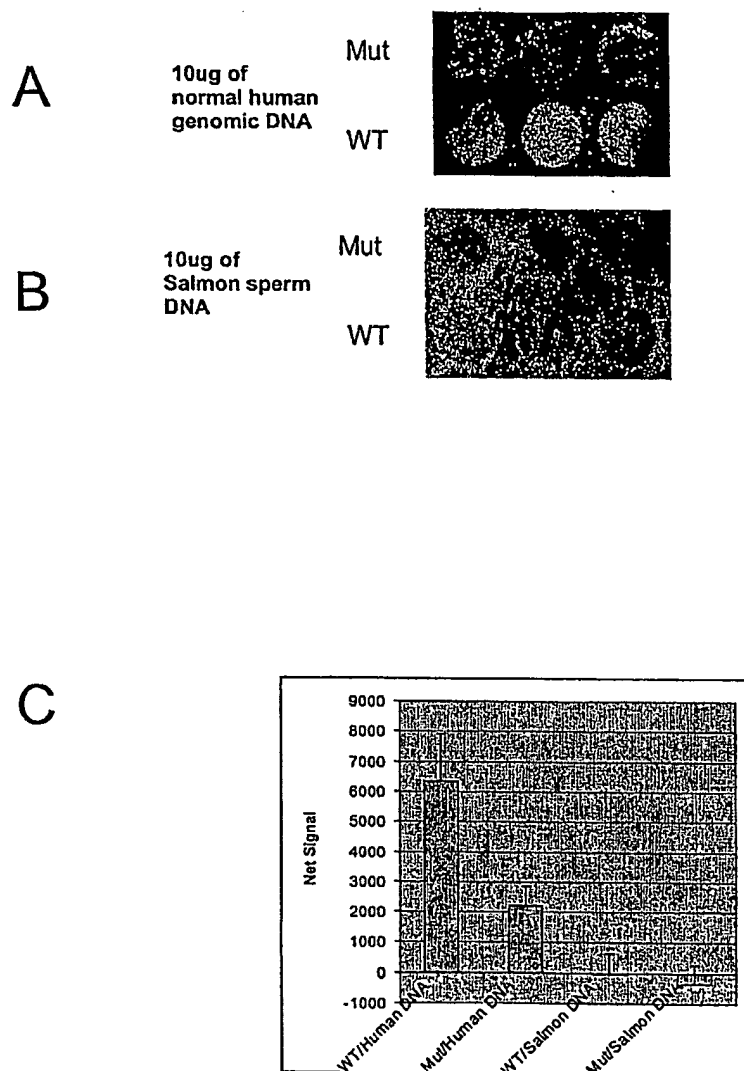 A
10ug of
normal human
genomic DNA
Mut
WT
B
10ug of
Salmon sperm
DNA
Mut
WT
C
Net Signal
9000
8000
7000
6000
5000
4000
3000
2000
1000
0
-1000
WT/Human DNA
Mut/Human DNA
WT/Salmon DNA
Mut/Salmon DNA